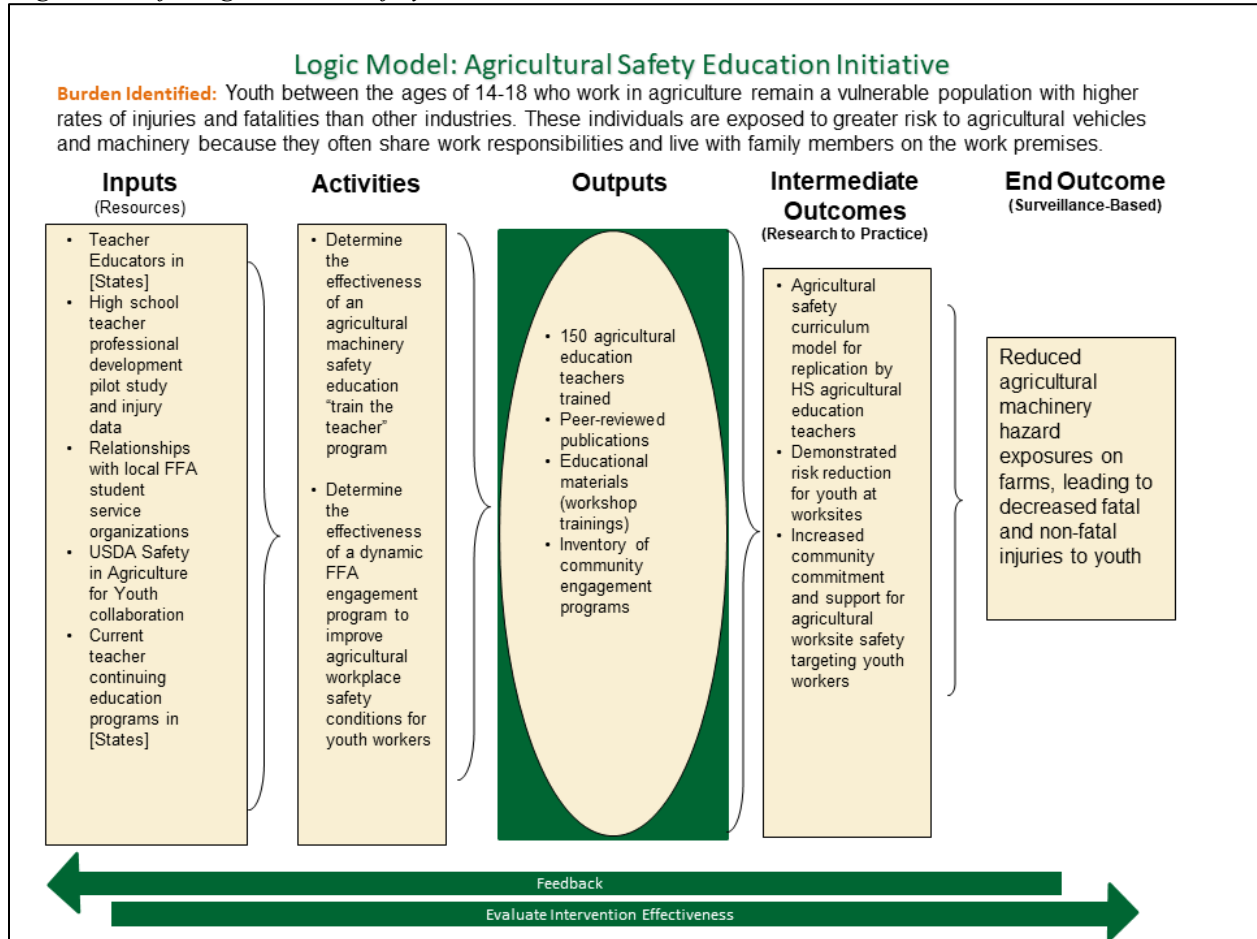 Logic Model: Agricultural Safety Education Initiative
Burden Identified: Youth between the ages of 14-18 who work in agriculture remain a vulnerable population with higher
rates of injuries and fatalities than other industries. These individuals are exposed to greater risk to agricultural vehicles
and machinery because they often share work responsibilities and live with family members on the work premises.
Inputs
(Resources)
• Teacher
Educators in
[States]
• High school
teacher
professional
development
pilot study
and injury
data
• Relationships
with local FFA
student
service
organizations
• USDA Safety
in Agriculture
for Youth
collaboration
• Current
teacher
continuing
education
programs in
[States]
Activities
• Determine
the
effectiveness
of an
agricultural
machinery
safety
education
“train the
teacher”
program
• Determine
the
effectiveness
of a dynamic
FFA
engagement
program to
improve
agricultural
workplace
safety
conditions for
youth workers
Outputs
• 150 agricultural
education
teachers
trained
• Peer-reviewed
publications
• Educational
materials
(workshop
trainings)
• Inventory of
community
engagement
programs
Intermediate
Outcomes
(Research to Practice)
• Agricultural
safety
curriculum
model for
replication by
HS agricultural
education
teachers
• Demonstrated
risk reduction
for youth at
worksites
• Increased
community
commitment
and support for
agricultural
worksite safety
targeting youth
workers
End Outcome
(Surveillance-Based)
Reduced
agricultural
machinery
hazard
exposures on
farms, leading to
decreased fatal
and non-fatal
injuries to youth
Feedback
Evaluate Intervention Effectiveness